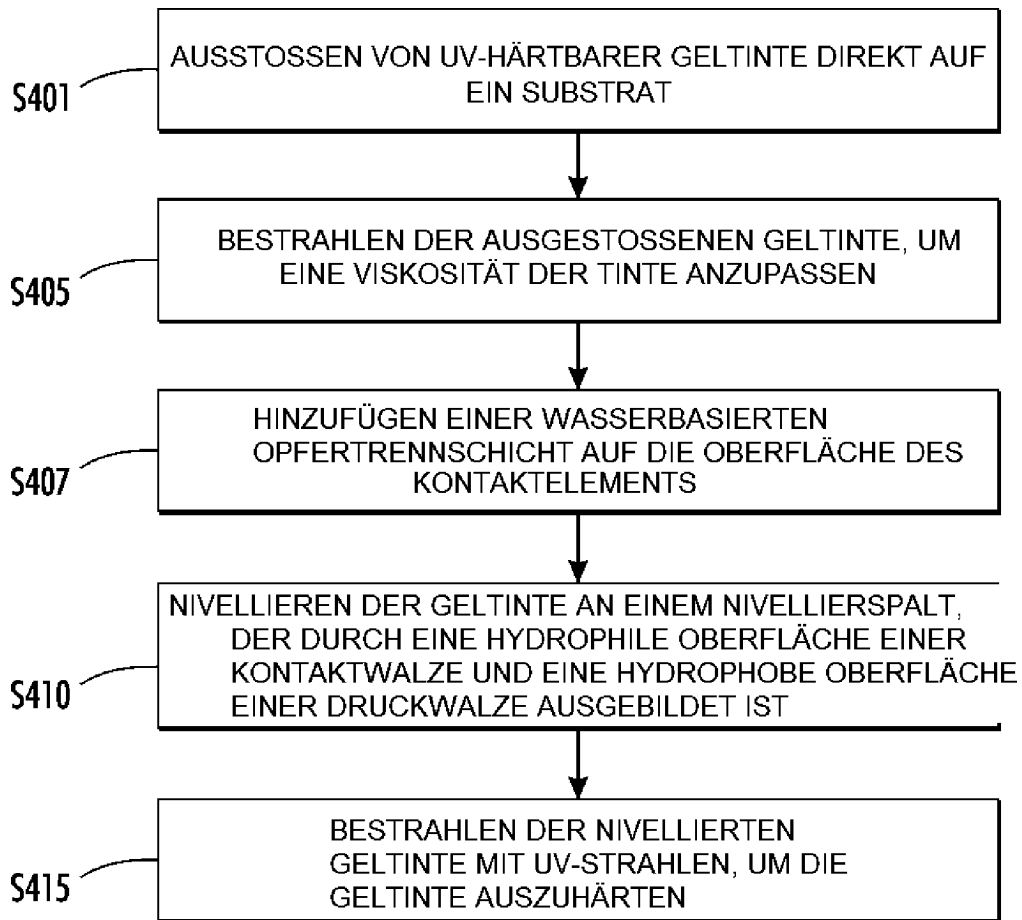 S401
AUSSTOSSEN VON UV-HÄRTBARER GELTINTE DIREKT AUF
EIN SUBSTRAT
S405
BESTRAHLEN DER AUSGESTOSSENEN GELTINTE, UM
EINE VISKOSITÄT DER TINTE ANZUPASSEN
S407
HINZUFÜGEN EINER WASSERBASIERTEN
OPFERTRENNSCHICHT AUF DIE OBERFLÄCHE DES
KONTAKTELEMENTS
S410
NIVELLIEREN DER GELTINTE AN EINEM NIVELLIERSPALT,
DER DURCH EINE HYDROPHILE OBERFLÄCHE EINER
KONTAKTWALZE UND EINE HYDROPHOBE OBERFLÄCHE
EINER DRUCKWALZE AUSGEBILDET IST
S415
BESTRAHLEN DER NIVELLIERTEN
GELTINTE MIT UV-STRAHLEN, UM DIE
GELTINTE AUSZUHÄRTEN